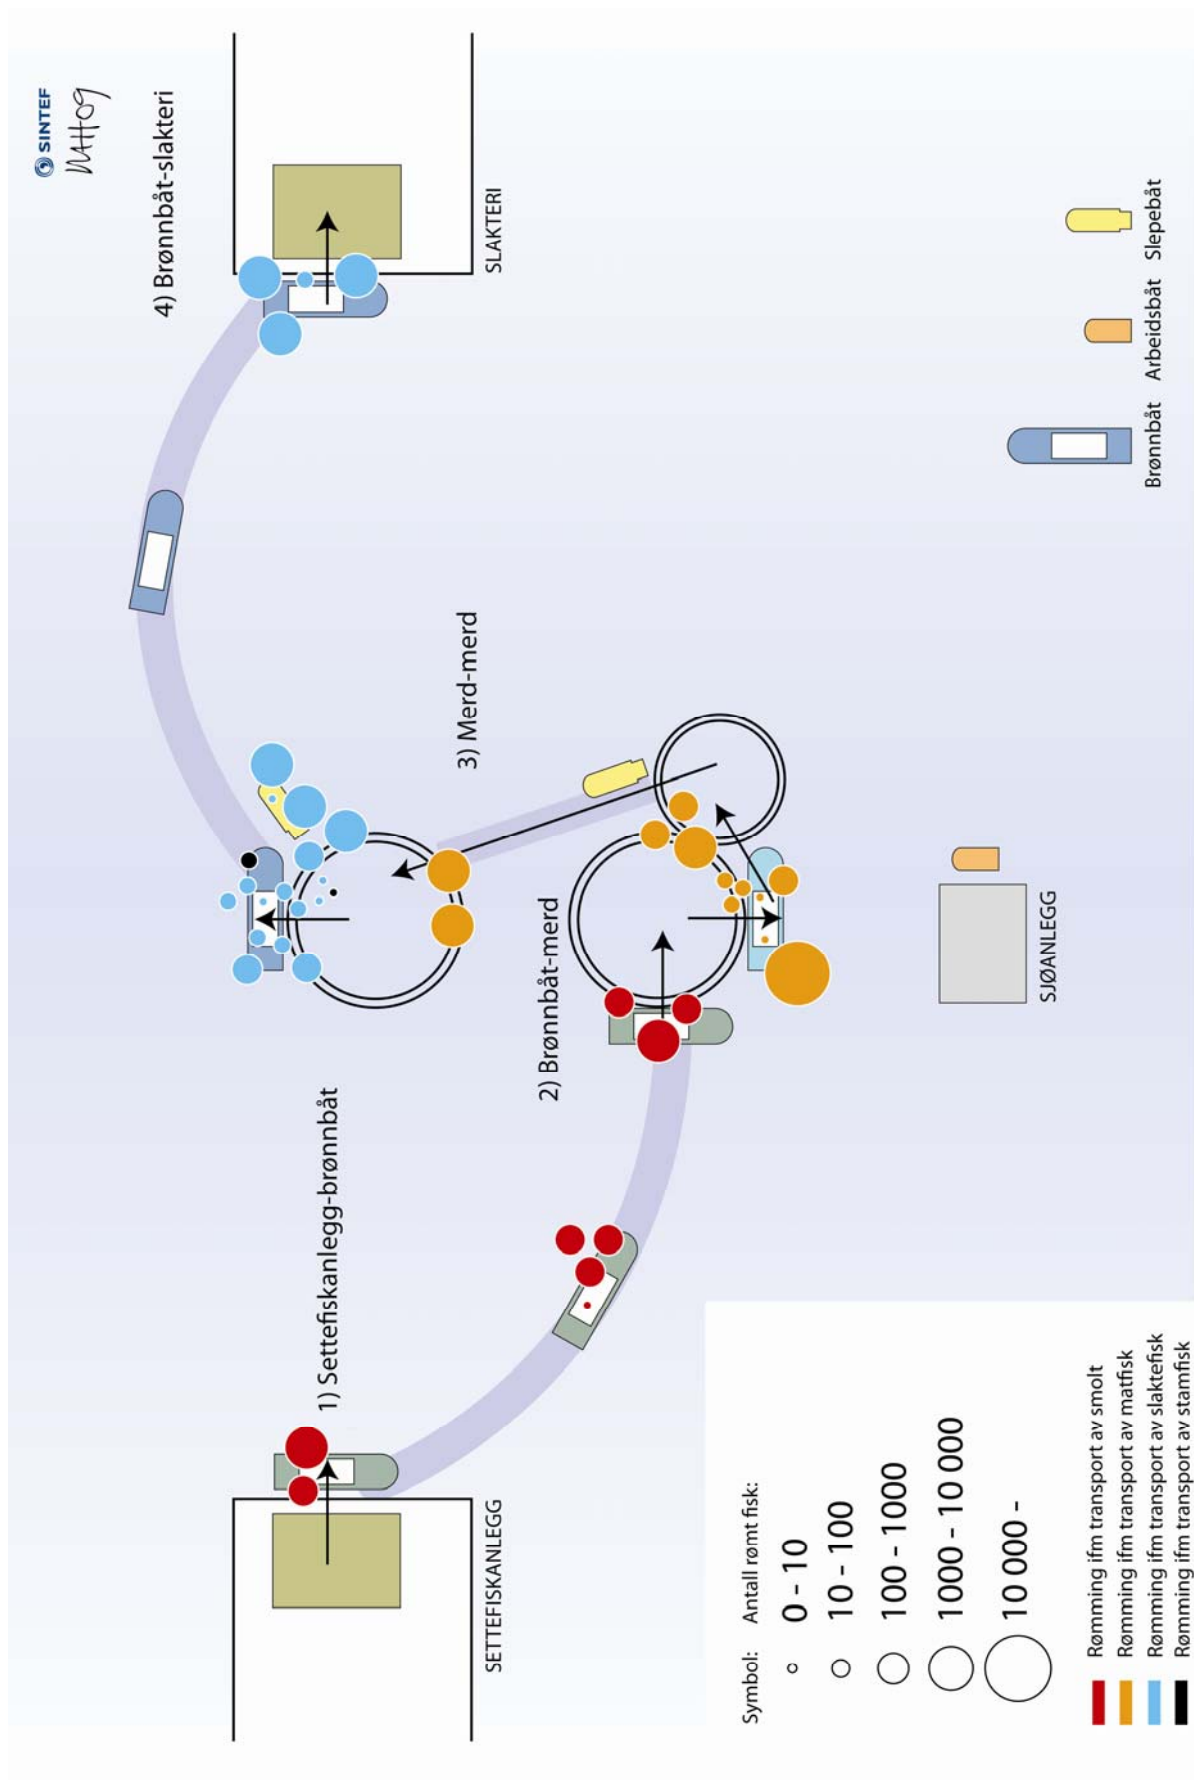 SINTEF
1) Settefiskanlegg-brønnbåt
2) Brønnbåt-merd
3) Merd-merd
4) Brønnbåt-slakteri
SETTEFISKANLEGG
SLAKTERI
SJØANLEGG
Brønnbåt
Arbeidsbåt
Slepebåt
Symbol: Antall rømt fisk:
0 - 10
10 - 100
100 - 1000
1000 - 10 000
10 000 -
Rømming ifm transport av smolt
Rømming ifm transport av matfisk
Rømming ifm transport av slaktefisk
Rømming ifm transport av stamfisk